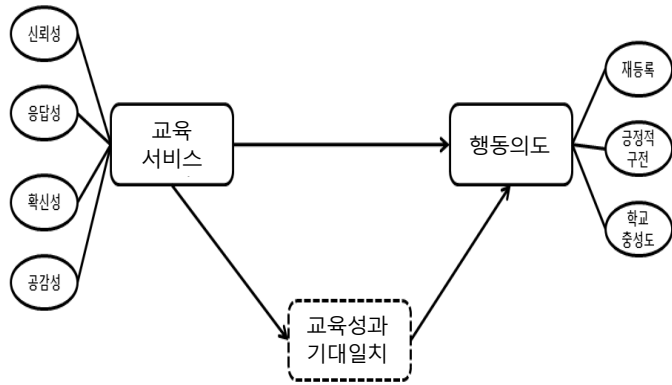 신뢰성
응답성
확신성
공감성
교육
서비스
행동의도
교육성과
기대일치
재등록
긍정적
구전
학교
충성도